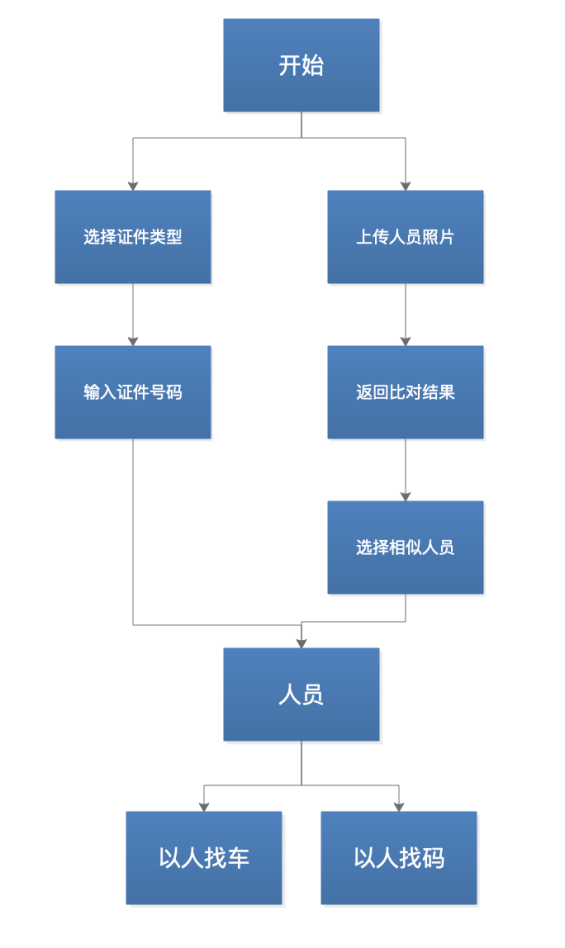 开始
选择证件类型
上传人员照片
输入证件号码
返回比对结果
选择相似人员
人员
以人找车
以人找码